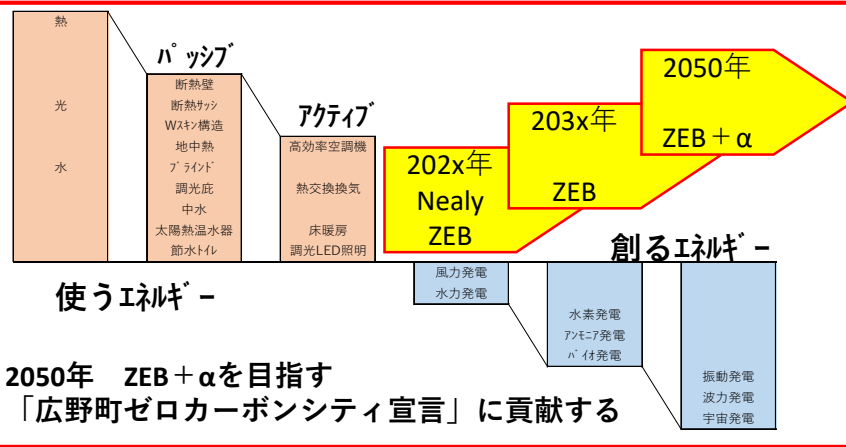 熱
光
水
パッシブ
断熱壁
断熱サッシ
Wスキン構造
地中熱
ブラインド
調光庇
中水
太陽熱温水器
節水トイレ
アクティブ
高効率空調機
熱交換換気
床暖房
調光LED照明
202x年
Nealy
ZEB
203x年
ZEB
2050年
ZEB＋α
使うエネルギー
創るエネルギー
風力発電
水力発電
水素発電
アンモニア発電
バイオ発電
振動発電
波力発電
宇宙発電
2050年　ZEB＋αを目指す
「広野町ゼロカーボンシティ宣言」に貢献する